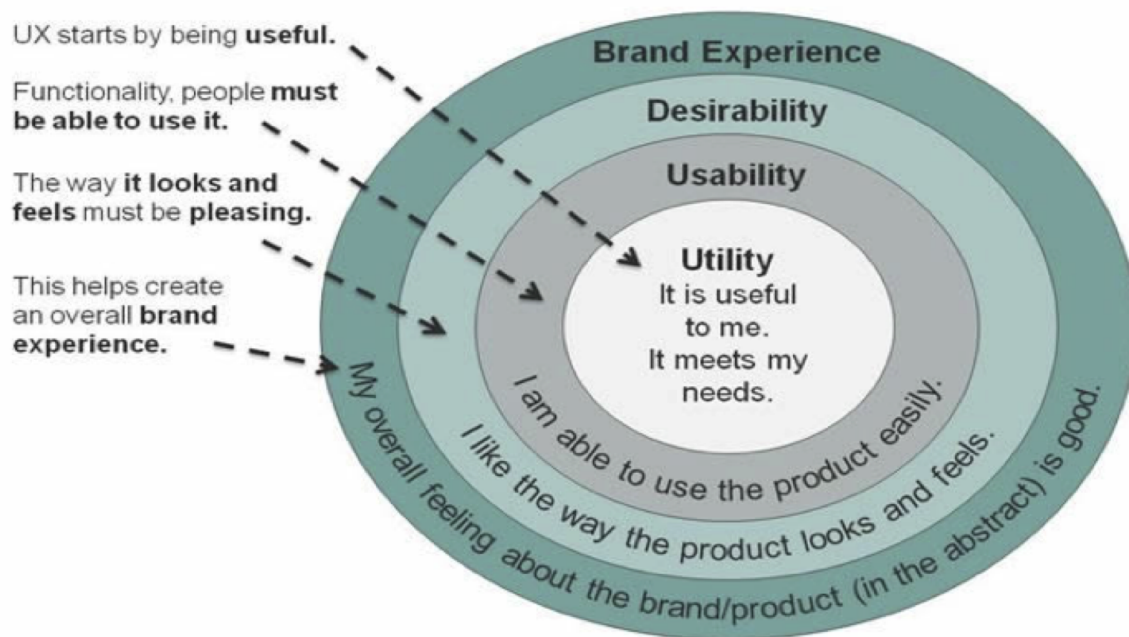 UX starts by being useful.
Functionality, people must
be able to use it.
The way it looks and
feels must be pleasing.
This helps create
an overall brand
experience.
Brand Experience
Desirability
Usability
Utility
It is useful
to me.
It meets my
needs.
I am able to use the product easily.
I like the way the product looks and feels.
My overall feeling about the brand/product (in the abstract) is good.